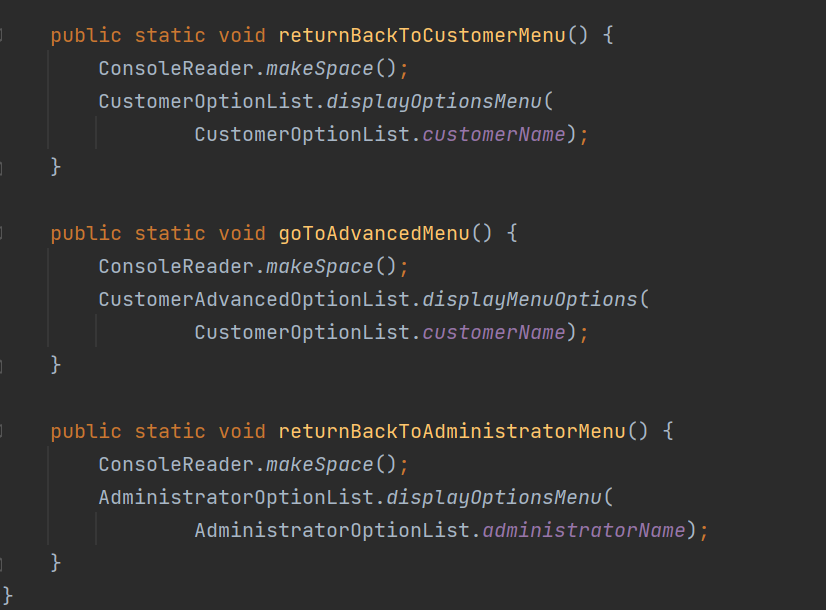 public static void returnBackToCustomerMenu() {
ConsoleReader.makeSpace();
CustomerOptionList.displayOptionsMenu(
CustomerOptionList.customerName);
}
public static void goToAdvancedMenu() {
ConsoleReader.makeSpace();
CustomerAdvancedOptionList.displayMenuOptions(
CustomerOptionList.customerName);
}
public static void returnBackToAdministratorMenu() {
ConsoleReader.makeSpace();
AdministratorOptionList.displayOptionsMenu(
AdministratorOptionList.administratorName);
}
}